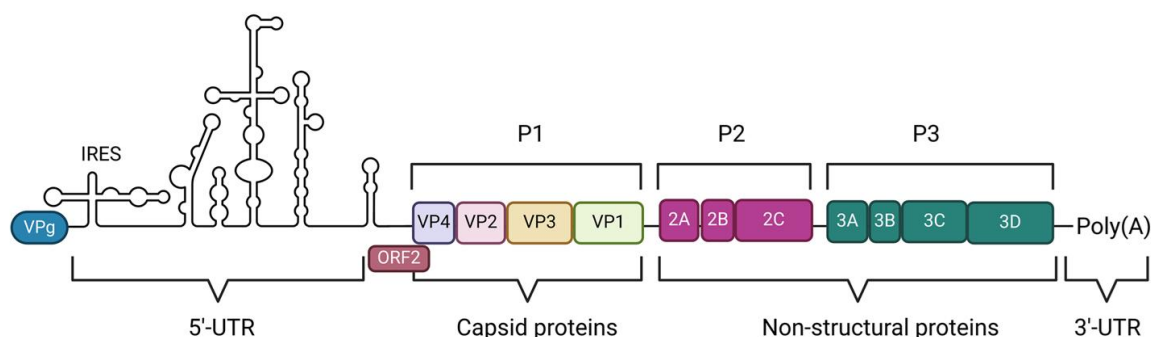 IRES
P1
P2
P3
VPg
ORF2
VP4
VP2
VP3
VP1
2A
2B
2C
3A
3B
3C
3D
Poly(A)
5'-UTR
Capsid proteins
Non-structural proteins
3'-UTR